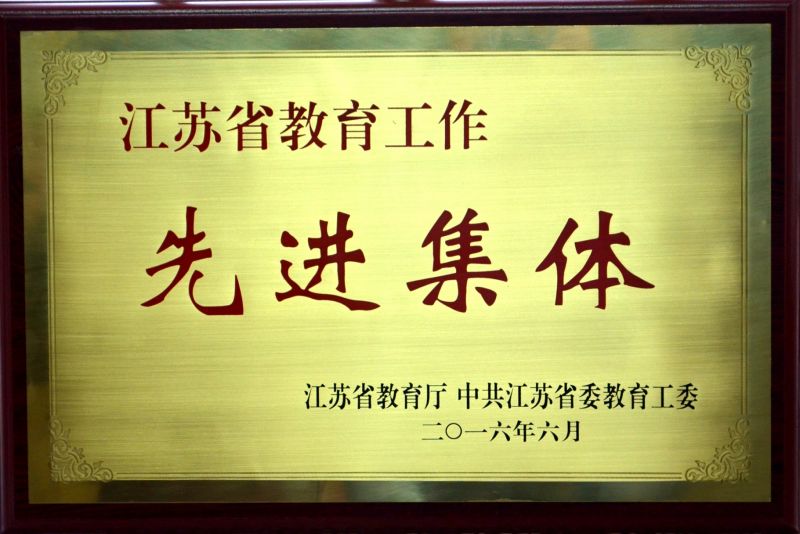 江苏省教育工作
先进集体
江苏省教育厅 中共江苏省委教育工委
二〇一六年六月